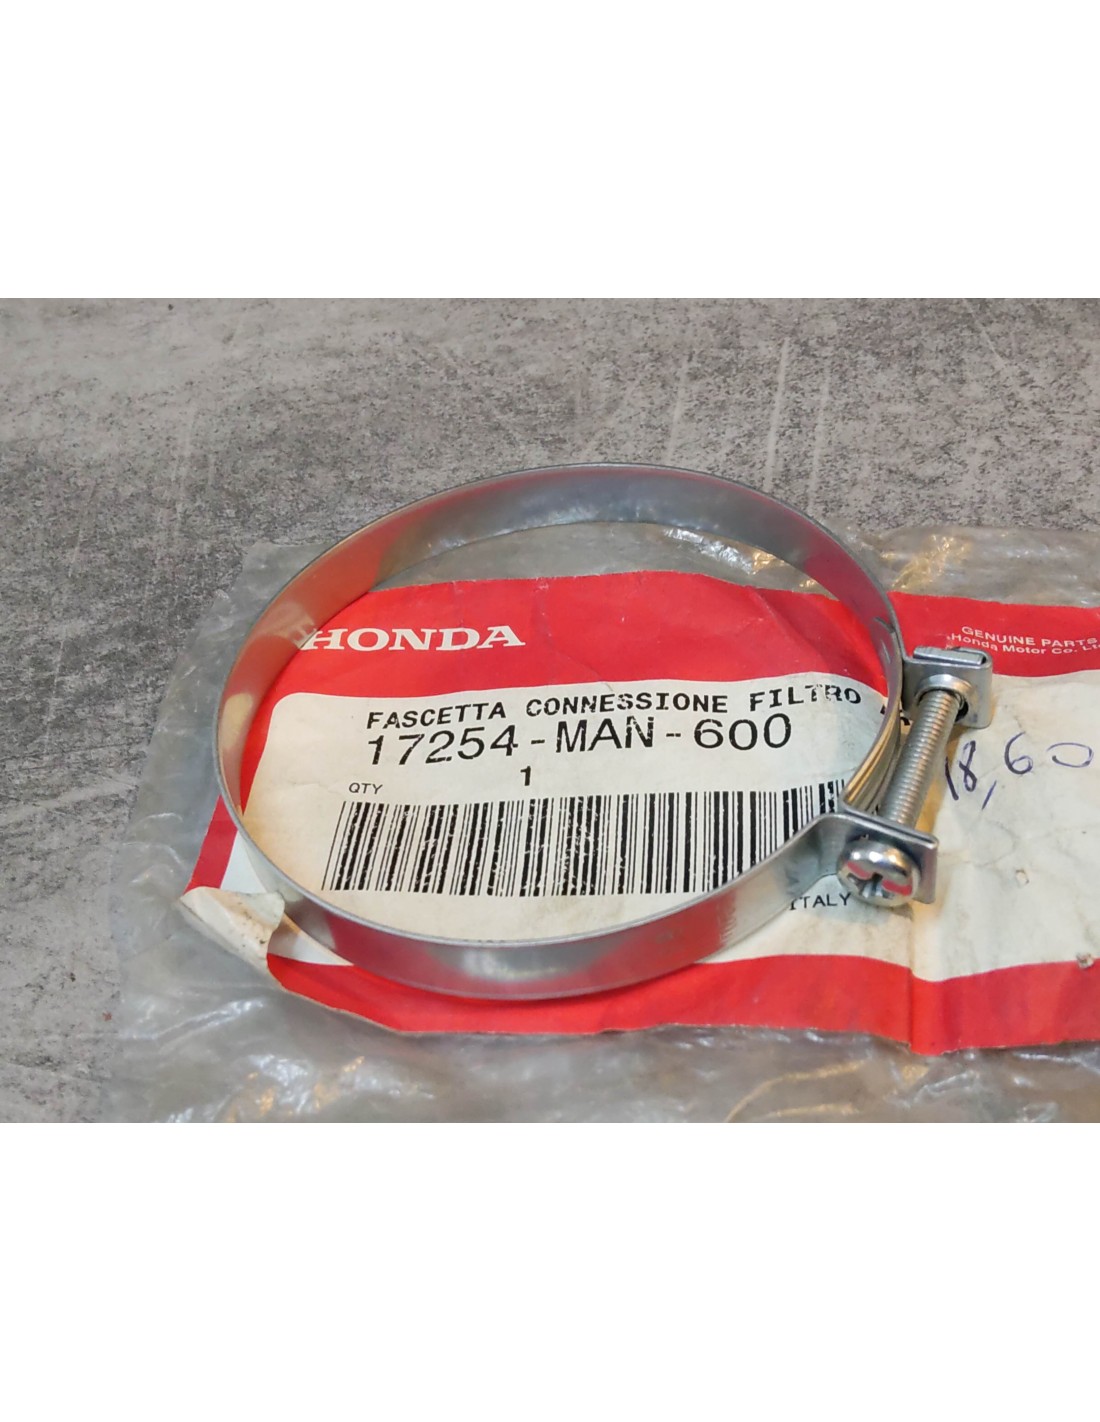 HONDA
GENUINE PARTS
Honda Motor Co. Ltd
FASCETTA CONNESSIONE FILTRO
17254-MAN-600
18,60
QTY 1
ITALY